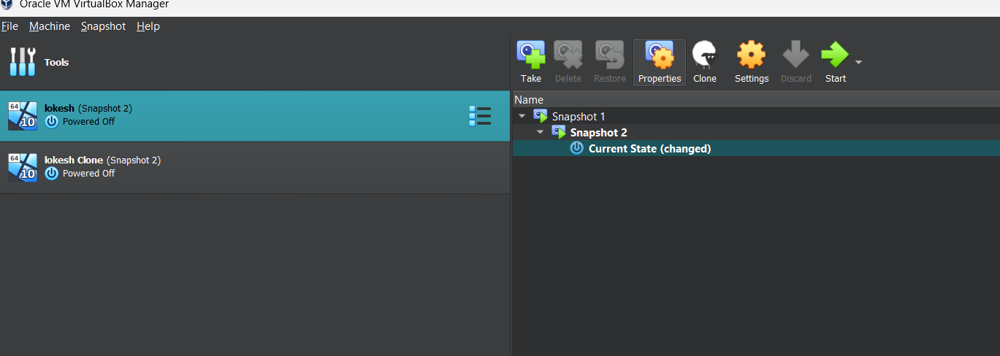 Oracle VM VirtualBox Manager
File Machine Snapshot Help
Tools
64
10
lokesh (Snapshot 2)
Powered Off
64
10
lokesh Clone (Snapshot 2)
Powered Off
Take Delete Restore Properties Clone Settings Discard Start
Name
Snapshot 1
Snapshot 2
Current State (changed)